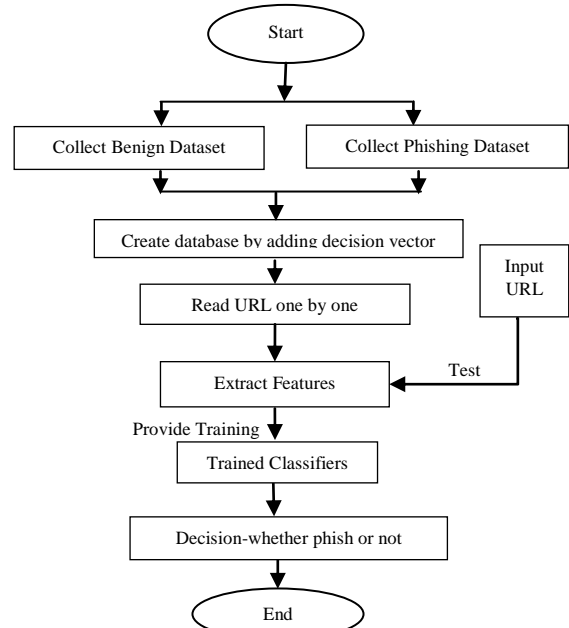 Start
Collect Benign Dataset
Collect Phishing Dataset
Create database by adding decision vector
Input
URL
Read URL one by one
Test
Extract Features
Provide Training
Trained Classifiers
Decision-whether phish or not
End